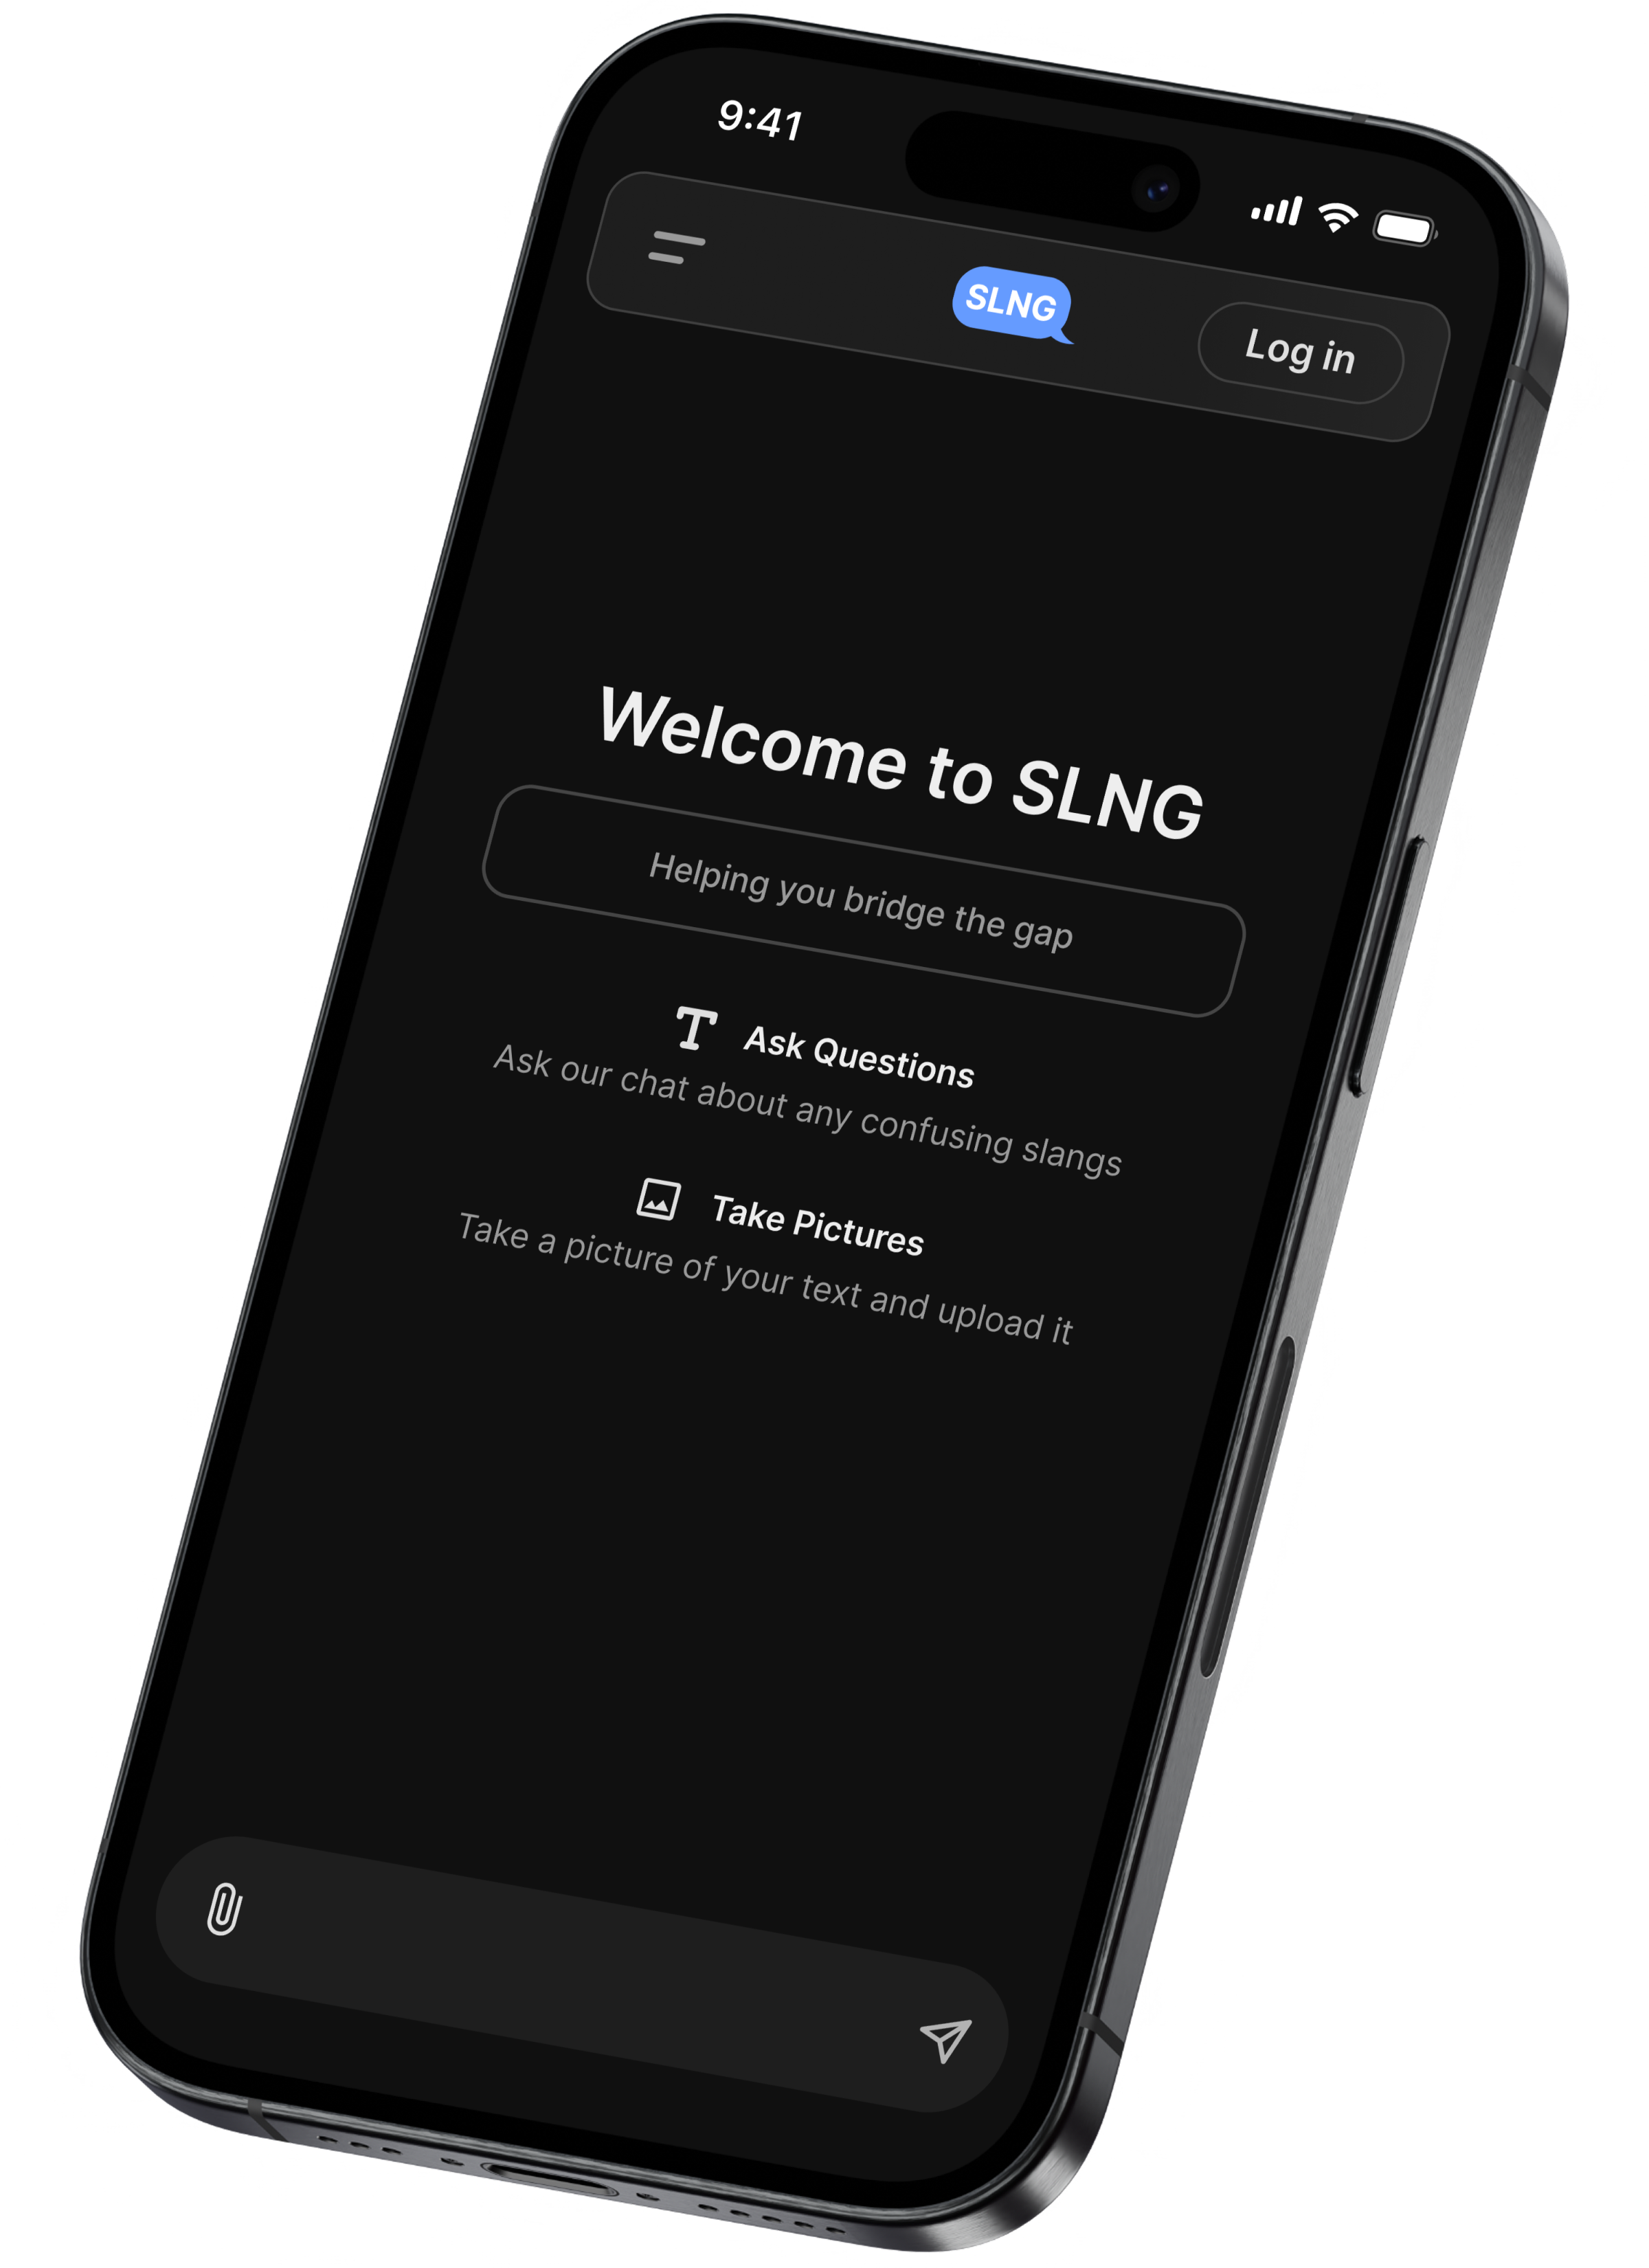 9:41
SLNG
Log in
Welcome to SLNG
Helping you bridge the gap
Ask Questions
Ask our chat about any confusing slangs
Take Pictures
Take a picture of your text and upload it